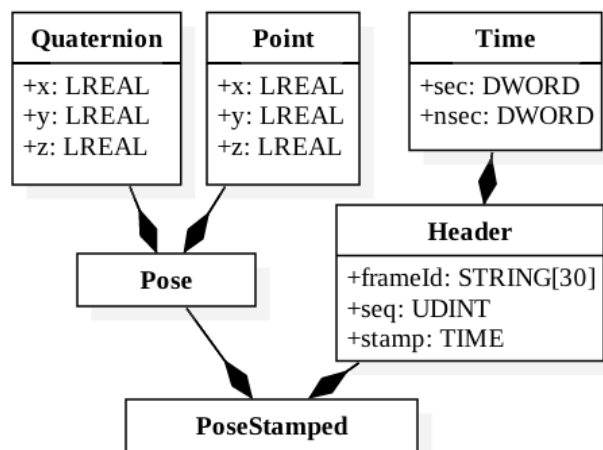 Quaternion
+x: LREAL
+y: LREAL
+z: LREAL
Point
+x: LREAL
+y: LREAL
+z: LREAL
Time
+sec: DWORD
+nsec: DWORD
Header
+frameId: STRING[30]
+seq: UDINT
+stamp: TIME
Pose
PoseStamped